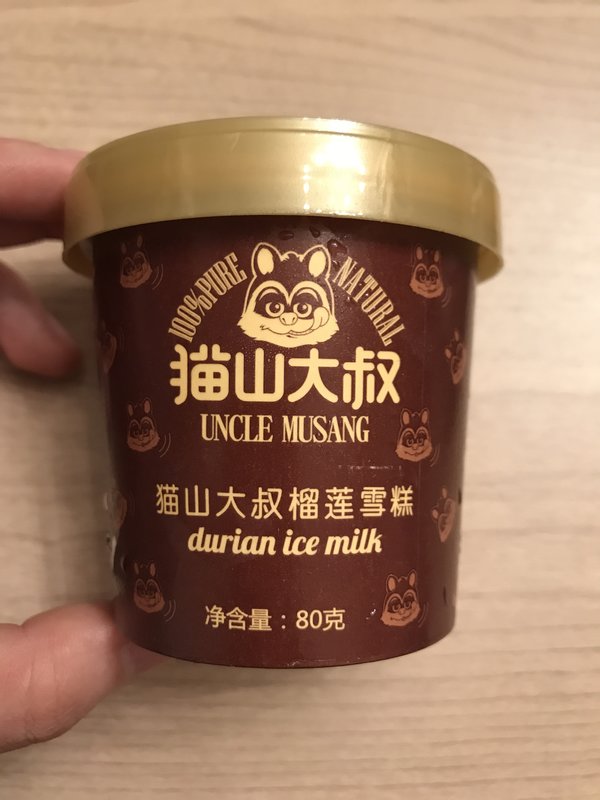 100%PURE NATURAL
猫山大叔
UNCLE MUSANG
猫山大叔榴莲雪糕
durian ice milk
净含量：80克